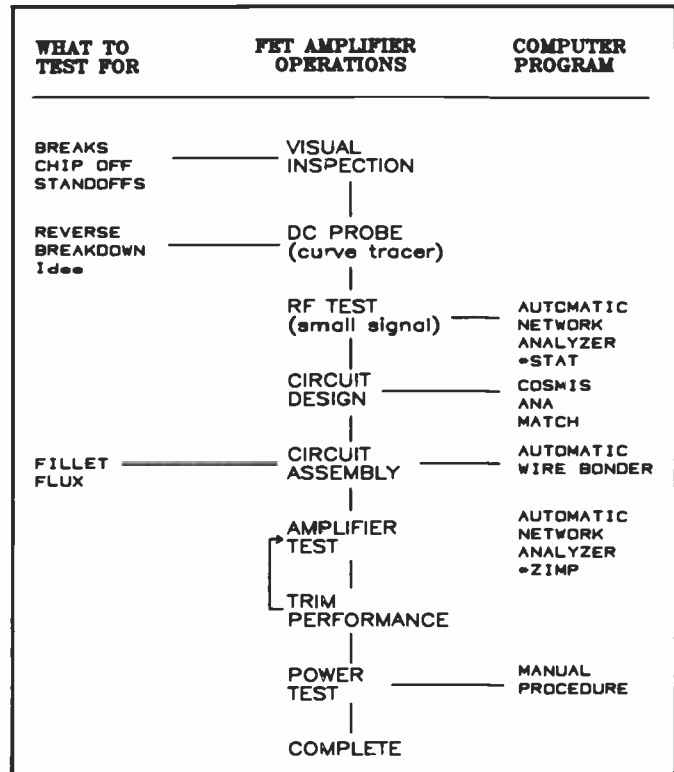 WHAT TO
TEST FOR
FET AMPLIFIER
OPERATIONS
COMPUTER
PROGRAM
BREAKS
CHIP OFF
STANDOFFS
VISUAL
INSPECTION
REVERSE
BREAKDOWN
Idss
DC PROBE
(curve tracer)
RF TEST
(small signal)
AUTOMATIC
NETWORK
ANALYZER
*STAT
CIRCUIT
DESIGN
COSMIS
ANA
MATCH
FILLET
FLUX
CIRCUIT
ASSEMBLY
AUTOMATIC
WIRE BONDER
AMPLIFIER
TEST
AUTOMATIC
NETWORK
ANALYZER
*ZIMP
TRIM
PERFORMANCE
POWER
TEST
MANUAL
PROCEDURE
COMPLETE